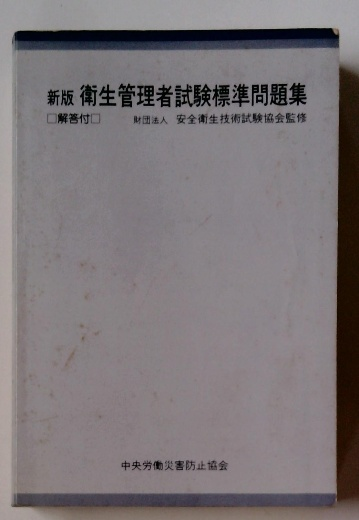 新版 衛生管理者試験標準問題集
□解答付□ 財団法人 安全衛生技術試験協会監修
中央労働災害防止協会